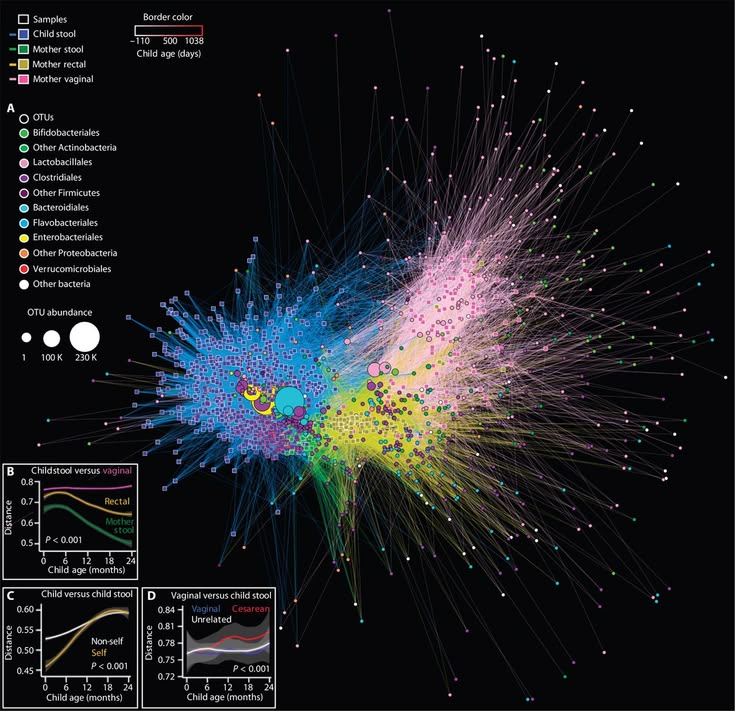 Samples
Child stool
Mother stool
Mother rectal
Mother vaginal
Border color
−110 500 1038
Child age (days)
A
OTUs
Bifidobacteriales
Other Actinobacteria
Lactobacillales
Clostridiales
Other Firmicutes
Bacteroidiales
Flavobacteriales
Enterobacteriales
Other Proteobacteria
Verrucomicrobiales
Other bacteria
OTU abundance
1 100 K 230 K
B Child stool versus vaginal
0.8
0.7
0.6
0.5
Distance
Rectal
Mother
stool
P < 0.001
0 6 12 18 24
Child age (months)
C Child versus child stool
0.60
0.55
0.50
0.45
Distance
Non-self
Self
P < 0.001
0 6 12 18 24
Child age (months)
D Vaginal versus child stool
0.84
0.81
0.78
0.75
0.72
Distance
Vaginal Cesarean
Unrelated
P < 0.001
0 6 12 18 24
Child age (months)